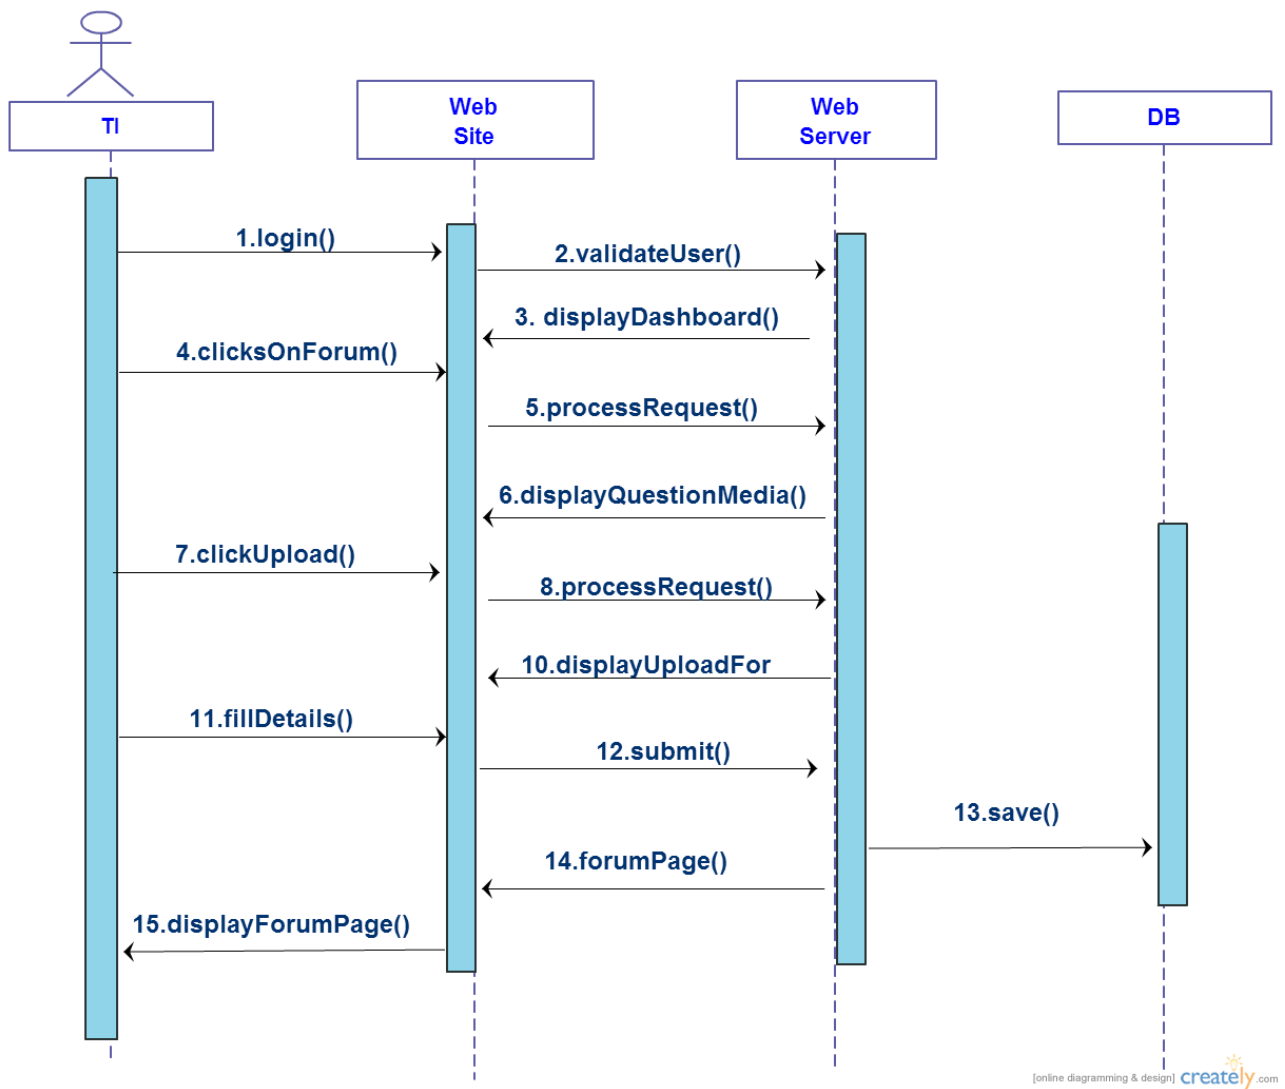 TI
Web
Site
Web
Server
DB
1.login()
2.validateUser()
3. displayDashboard()
4.clicksOnForum()
5.processRequest()
6.displayQuestionMedia()
7.clickUpload()
8.processRequest()
10.displayUploadFor
11.fillDetails()
12.submit()
13.save()
14.forumPage()
15.displayForumPage()
[online diagramming & design] creately.com